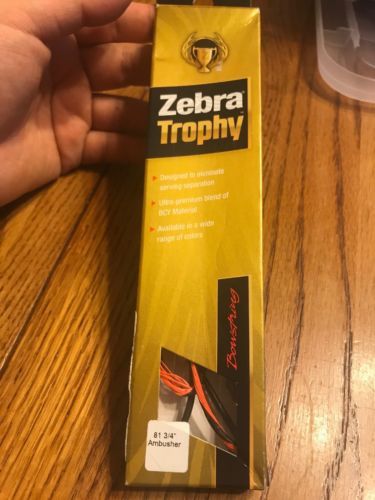 Zebra®
Trophy
Designed to eliminate
serving separation
Ultra-premium blend of
BCY Material
Available in a wide
range of colors
Bowstring
81 3/4"
Ambusher